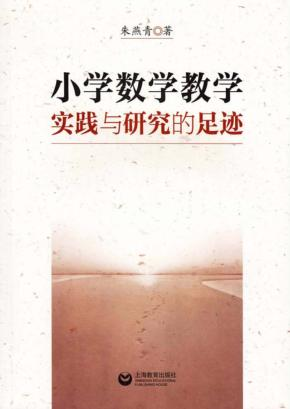 朱燕青◎著
小学数学教学
实践与研究的足迹
上海教育出版社
SHANGHAI EDUCATIONAL
PUBLISHING HOUSE